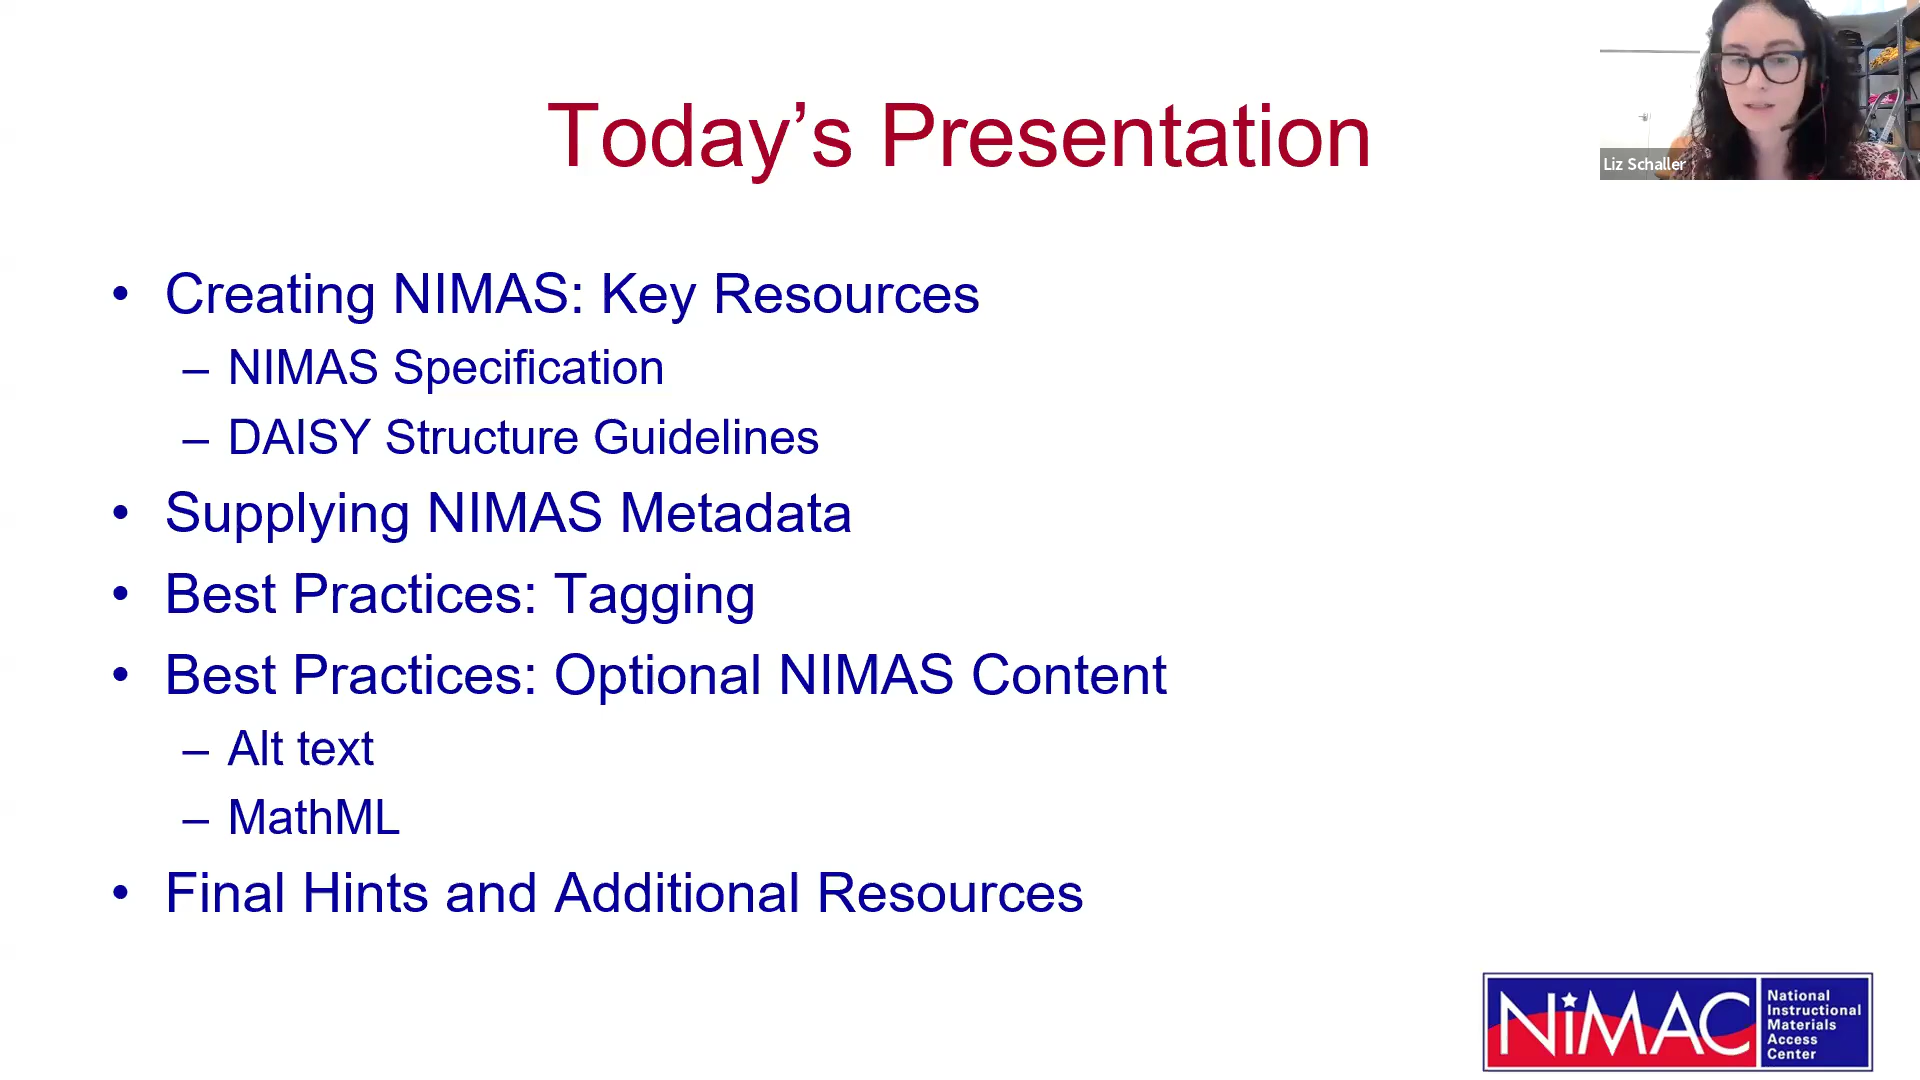 Today’s Presentation
Liz Schaller
• Creating NIMAS: Key Resources
– NIMAS Specification
– DAISY Structure Guidelines
• Supplying NIMAS Metadata
• Best Practices: Tagging
• Best Practices: Optional NIMAS Content
– Alt text
– MathML
• Final Hints and Additional Resources
NiMAC
National
Instructional
Materials
Access
Center